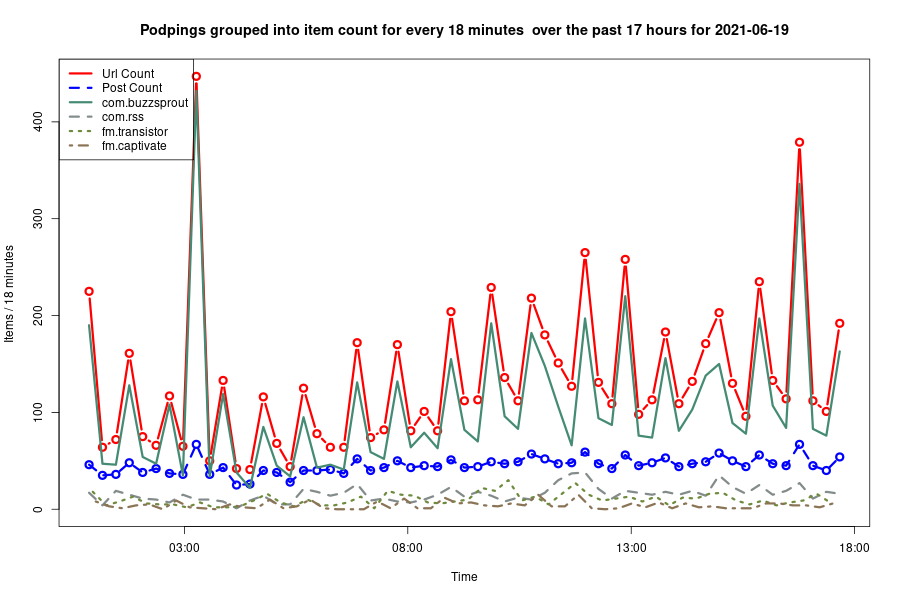 Podpings grouped into item count for every 18 minutes  over the past 17 hours for 2021-06-19
Url Count
Post Count
com.buzzsprout
com.rss
fm.transistor
fm.captivate
400
300
200
100
0
Items / 18 minutes
03:00
08:00
13:00
18:00
Time